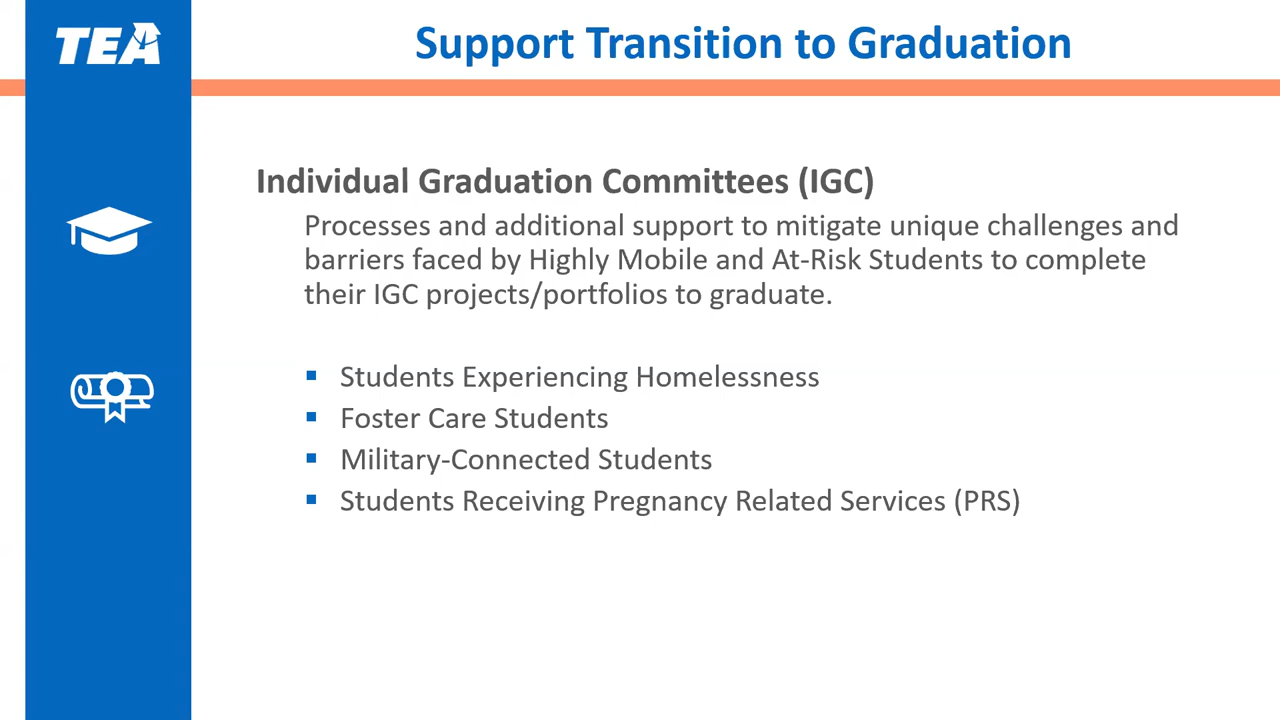 TEA
Support Transition to Graduation
Individual Graduation Committees (IGC)
Processes and additional support to mitigate unique challenges and
barriers faced by Highly Mobile and At-Risk Students to complete
their IGC projects/portfolios to graduate.
▪ Students Experiencing Homelessness
▪ Foster Care Students
▪ Military-Connected Students
▪ Students Receiving Pregnancy Related Services (PRS)